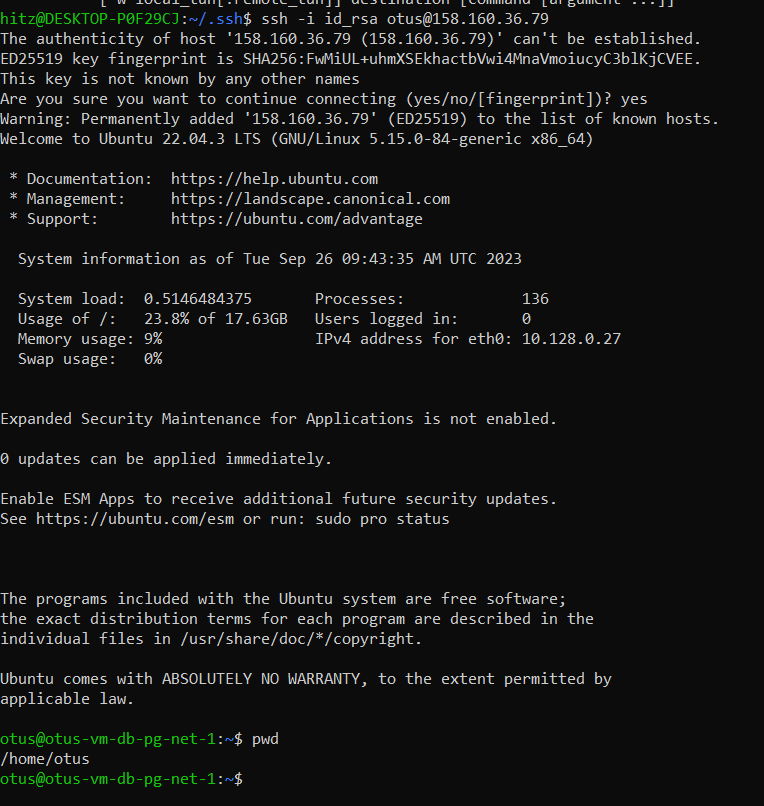 [-w local_tun[:remote_tun]] destination [command [argument ...]]
hitz@DESKTOP-P0F29CJ:~/.ssh$ ssh -i id_rsa otus@158.160.36.79
The authenticity of host '158.160.36.79 (158.160.36.79)' can't be established.
ED25519 key fingerprint is SHA256:FwMiUL+uhmXSEkhactbVwi4MnaVmoiucyC3blKjCVEE.
This key is not known by any other names
Are you sure you want to continue connecting (yes/no/[fingerprint])? yes
Warning: Permanently added '158.160.36.79' (ED25519) to the list of known hosts.
Welcome to Ubuntu 22.04.3 LTS (GNU/Linux 5.15.0-84-generic x86_64)
* Documentation:  https://help.ubuntu.com
* Management:     https://landscape.canonical.com
* Support:        https://ubuntu.com/advantage
System information as of Tue Sep 26 09:43:35 AM UTC 2023
System load:  0.5146484375       Processes:             136
Usage of /:   23.8% of 17.63GB   Users logged in:       0
Memory usage: 9%                 IPv4 address for eth0: 10.128.0.27
Swap usage:   0%
Expanded Security Maintenance for Applications is not enabled.
0 updates can be applied immediately.
Enable ESM Apps to receive additional future security updates.
See https://ubuntu.com/esm or run: sudo pro status
The programs included with the Ubuntu system are free software;
the exact distribution terms for each program are described in the
individual files in /usr/share/doc/*/copyright.
Ubuntu comes with ABSOLUTELY NO WARRANTY, to the extent permitted by
applicable law.
otus@otus-vm-db-pg-net-1:~$ pwd
/home/otus
otus@otus-vm-db-pg-net-1:~$